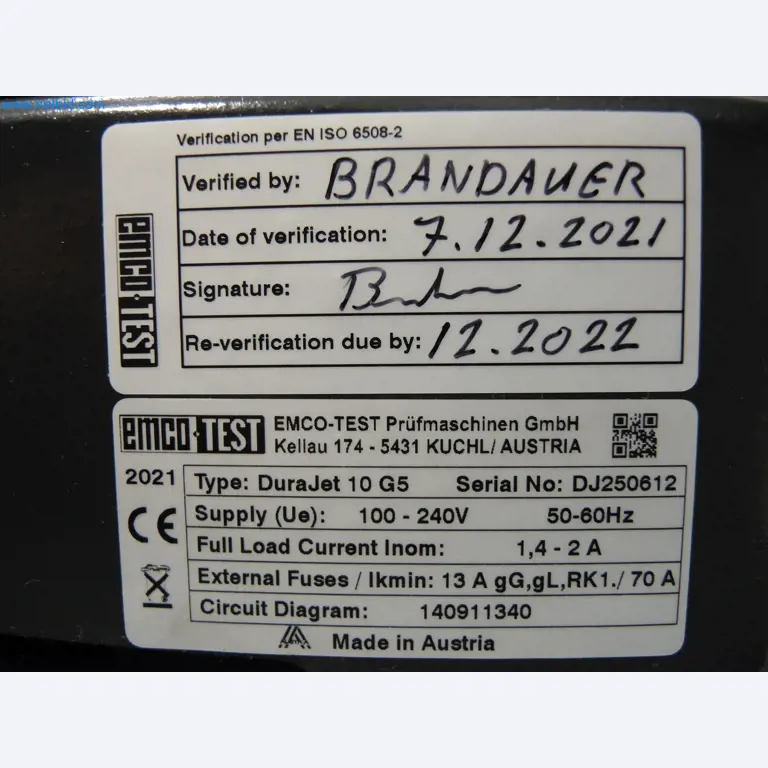 Verification per EN ISO 6508-2
Verified by: BRANDAUER
Date of verification: 7.12.2021
Signature:
Re-verification due by: 12.2022
emco·TEST
emco·TEST
EMCO-TEST Prüfmaschinen GmbH
Kellau 174 - 5431 KUCHL/ AUSTRIA
2021
Type: DuraJet 10 G5 Serial No: DJ250612
CE
Supply (Ue): 100 - 240V 50-60Hz
Full Load Current Inom: 1,4 - 2 A
External Fuses / Ikmin: 13 A gG,gL,RK1./ 70 A
Circuit Diagram: 140911340
Made in Austria